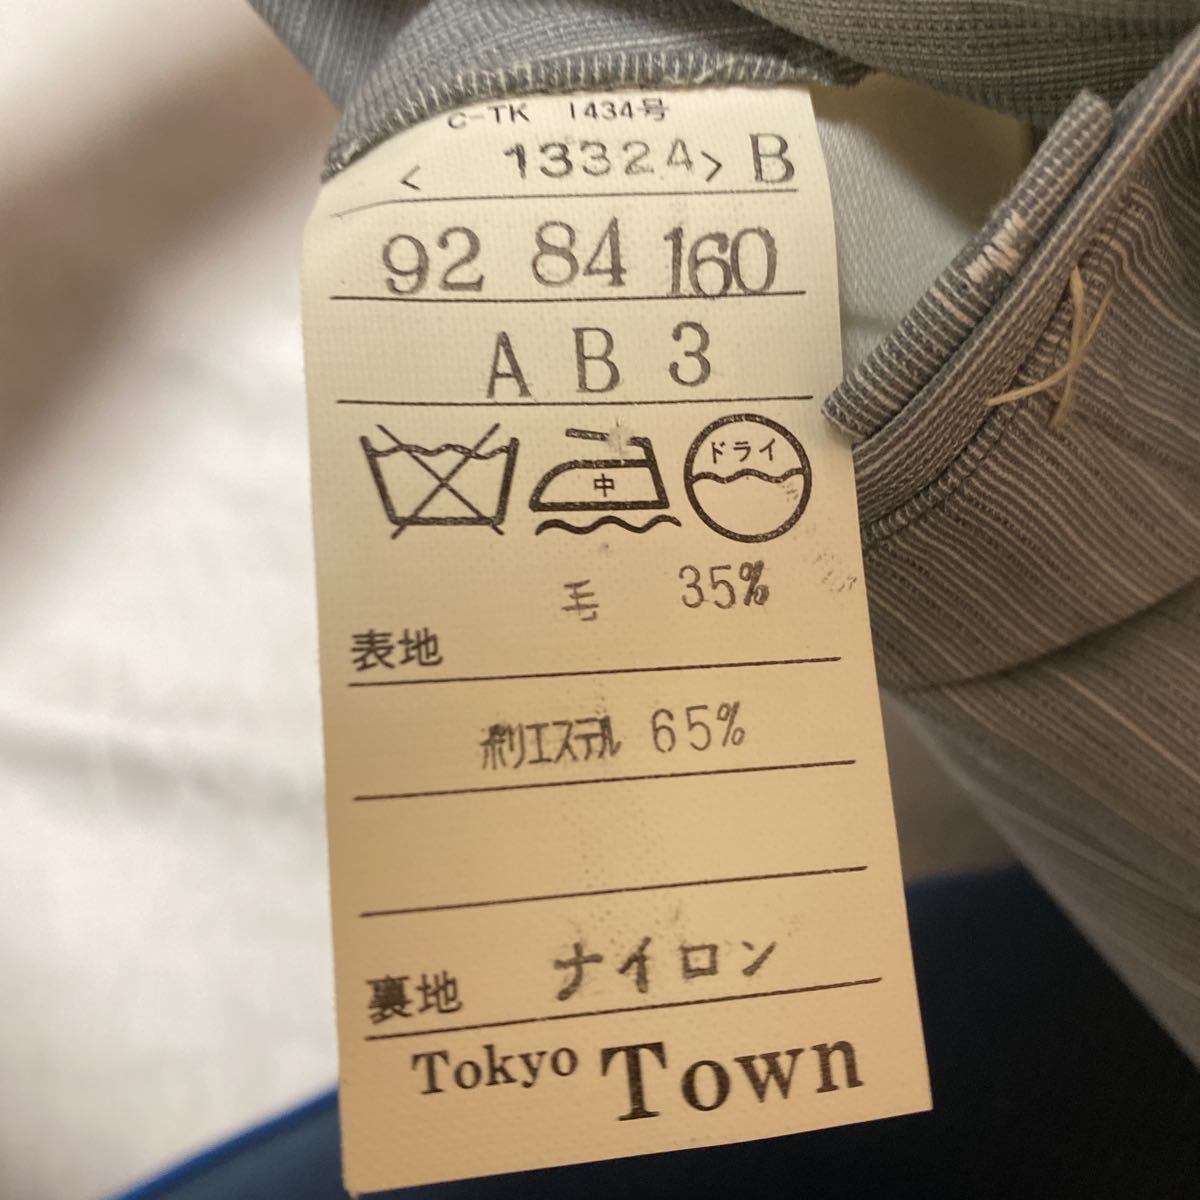 C-TK 1434号
< 13324> B
92 84 160
A B 3
中 ドライ
毛 35%
表地
ポリエステル 65%
裏地 ナイロン
Tokyo Town